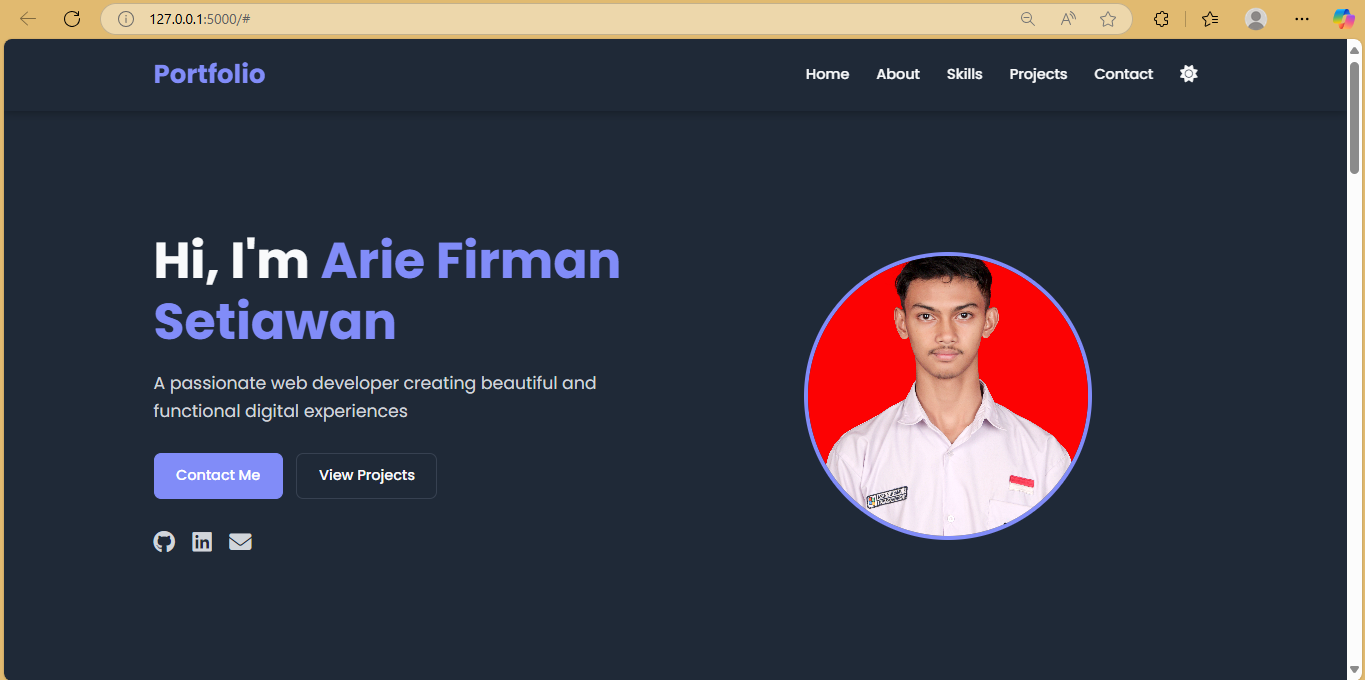 127.0.0.1:5000/#
Portfolio
Home About Skills Projects Contact
Hi, I'm Arie Firman
Setiawan
A passionate web developer creating beautiful and
functional digital experiences
Contact Me View Projects
in